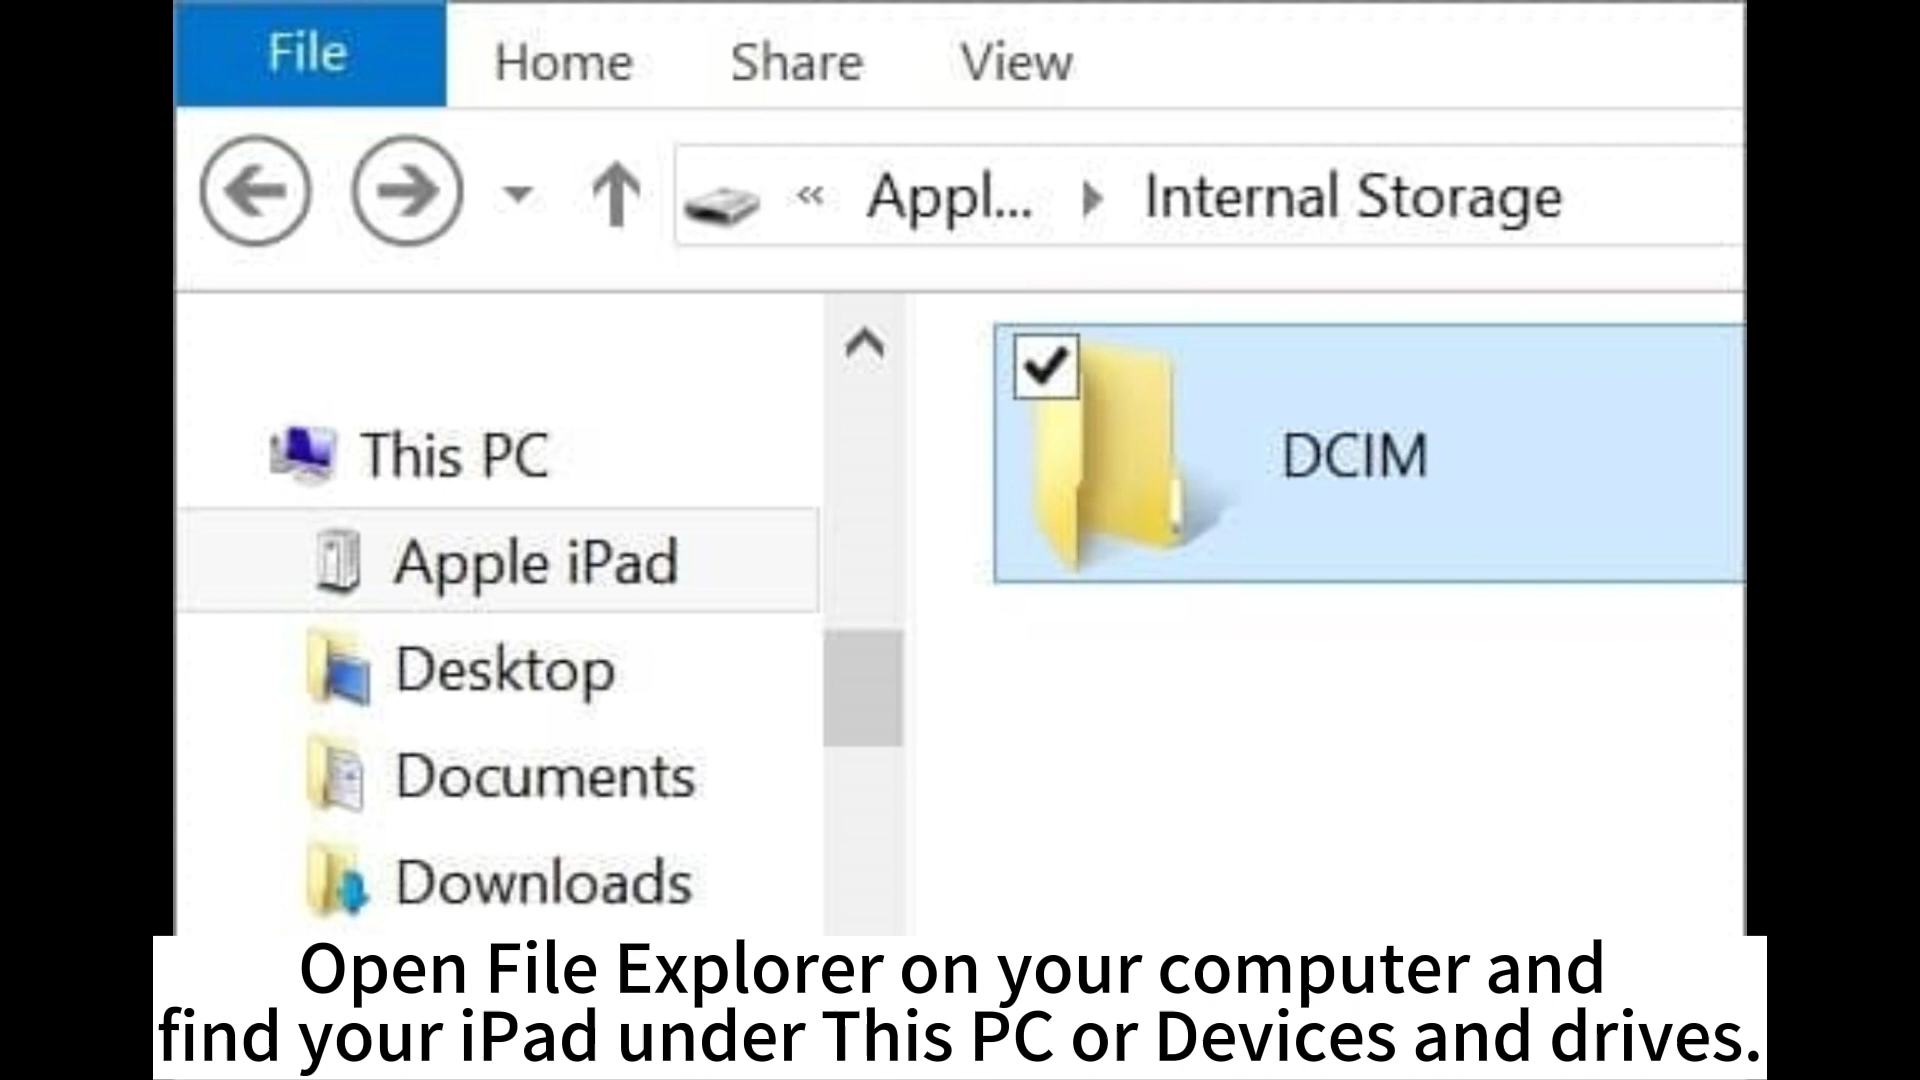 File Home Share View
« Appl... Internal Storage
This PC
Apple iPad
Desktop
Documents
Downloads
DCIM
Open File Explorer on your computer and
find your iPad under This PC or Devices and drives.